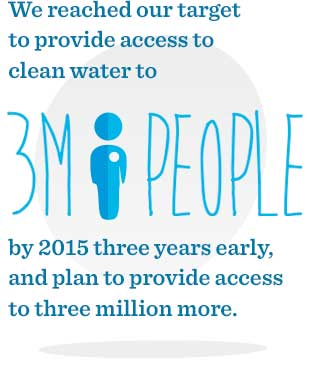 We reached our target
to provide access to
clean water to
3M PEOPLE
by 2015 three years early,
and plan to provide access
to three million more.